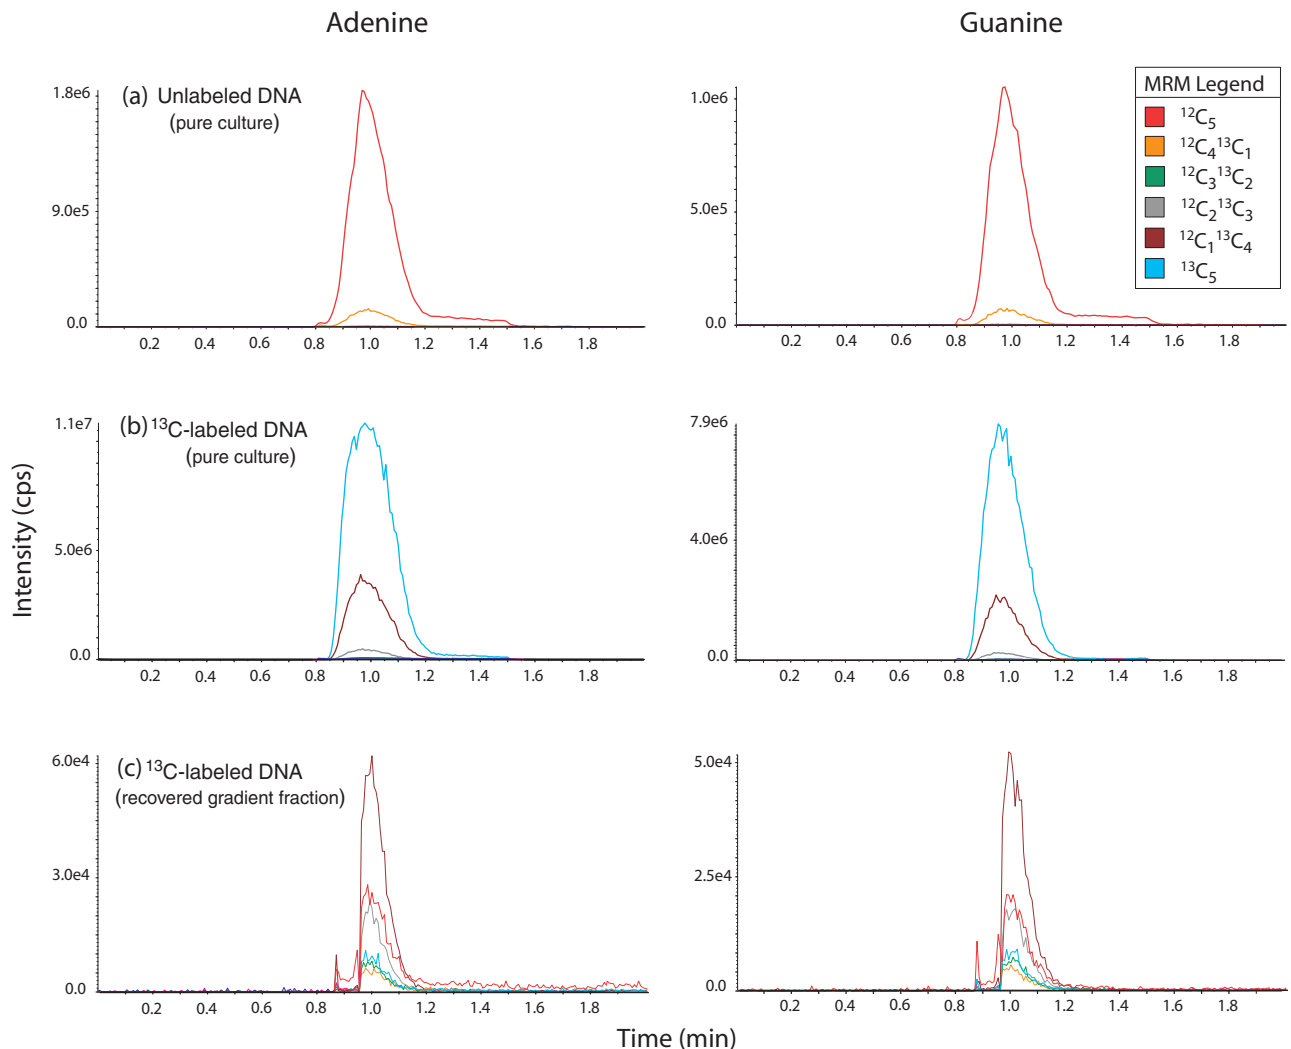 Adenine
Guanine
(a) Unlabeled DNA
(pure culture)
1.8e6
9.0e5
0.0
0.2 0.4 0.6 0.8 1.0 1.2 1.4 1.6 1.8
1.0e6
5.0e5
0.0
0.2 0.4 0.6 0.8 1.0 1.2 1.4 1.6 1.8
MRM Legend
¹²C₅
¹²C₄¹³C₁
¹²C₃¹³C₂
¹²C₂¹³C₃
¹²C₁¹³C₄
¹³C₅
(b) ¹³C-labeled DNA
(pure culture)
1.1e7
5.0e6
0.0
0.2 0.4 0.6 0.8 1.0 1.2 1.4 1.6 1.8
7.9e6
4.0e6
0.0
0.2 0.4 0.6 0.8 1.0 1.2 1.4 1.6 1.8
Intensity (cps)
(c) ¹³C-labeled DNA
(recovered gradient fraction)
6.0e4
3.0e4
0.0
0.2 0.4 0.6 0.8 1.0 1.2 1.4 1.6 1.8
5.0e4
2.5e4
0.0
0.2 0.4 0.6 0.8 1.0 1.2 1.4 1.6 1.8
Time (min)